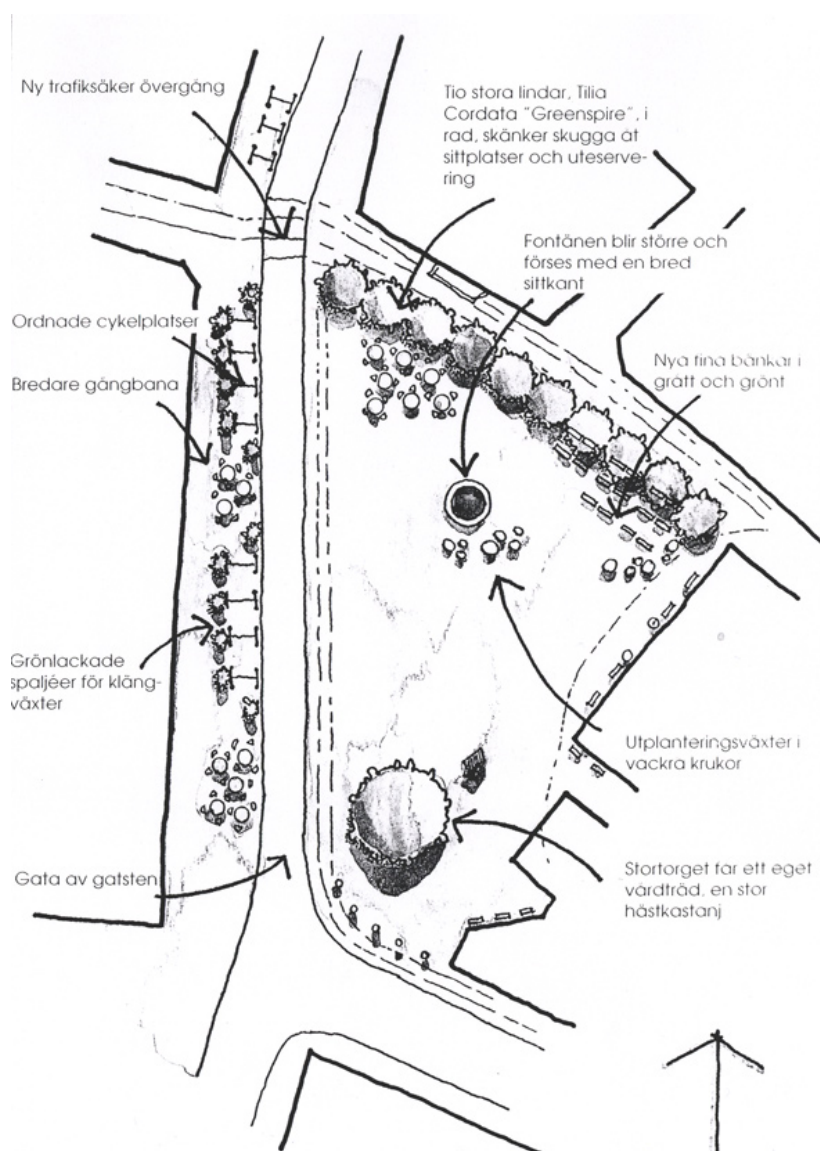 Ny trafiksäker övergång
Tio stora lindar, Tilia
Cordata "Greenspire", i
rad, skänker skugga åt
sittplatser och uteserve-
ring
Fontänen blir större och
förses med en bred
sittkant
Ordnade cykelplatser
Bredare gångbana
Nya fina bänkar i
grått och grönt
Grönlackade
spaljéer för kläng-
växter
Utplanteringsväxter i
vackra krukor
Gata av gatsten
Stortorget får ett eget
vårdträd, en stor
hästkastanj